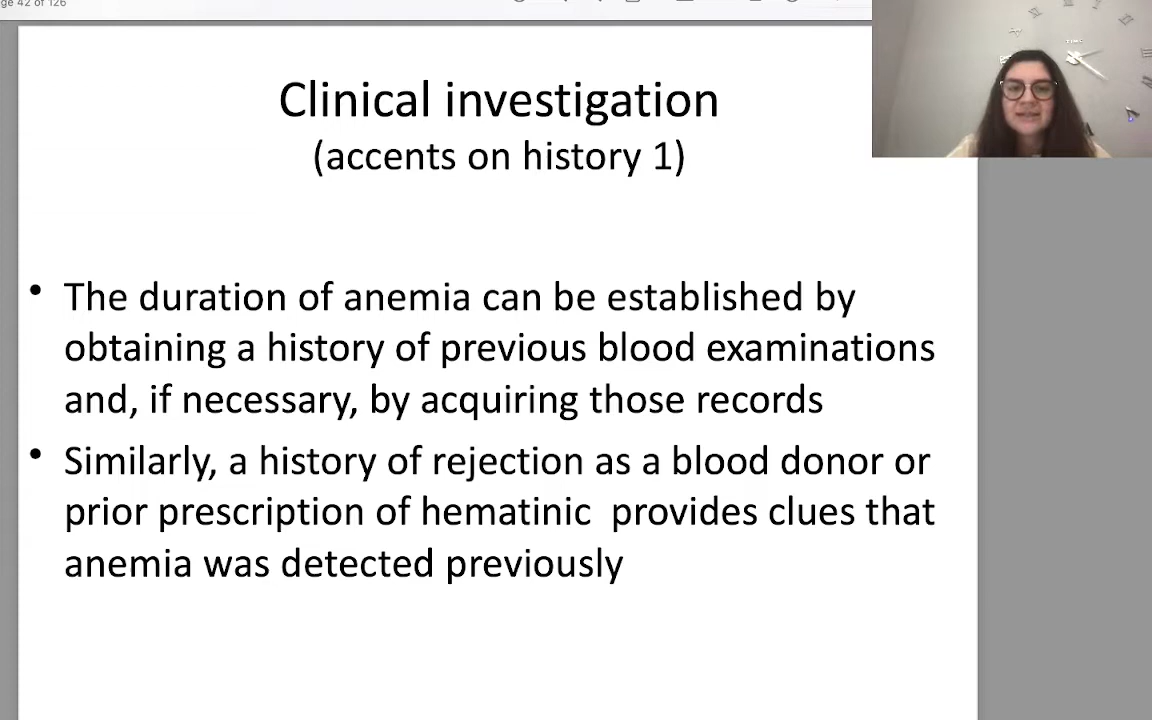 ge 42 of 126
Clinical investigation
(accents on history 1)
• The duration of anemia can be established by
obtaining a history of previous blood examinations
and, if necessary, by acquiring those records
• Similarly, a history of rejection as a blood donor or
prior prescription of hematinic  provides clues that
anemia was detected previously